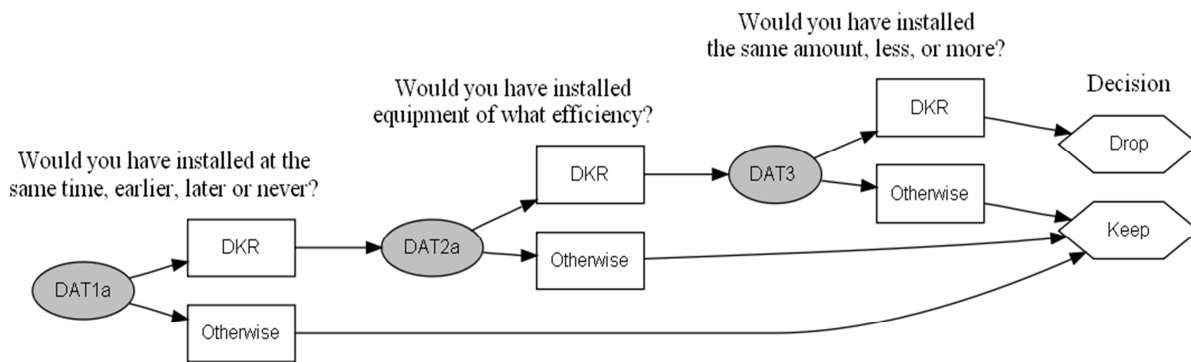 Would you have installed
the same amount, less, or more?
Would you have installed
equipment of what efficiency?
Decision
DKR
Drop
Would you have installed at the
same time, earlier, later or never?
DKR
DAT3
Otherwise
DKR
DAT2a
Otherwise
Keep
DAT1a
Otherwise